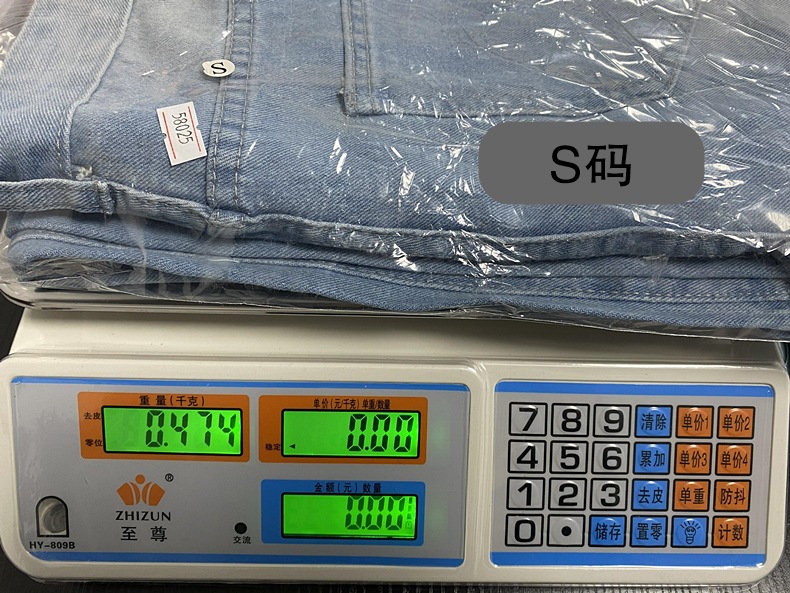 S
58025
S码
重量(千克)
去皮
零位
0.474
单价(元/千克)单重/数量
稳定
0.00
金额(元)数量
0.00
®
ZHIZUN
至尊
HY-809B
交流
7 8 9 清除 单价1 单价2
4 5 6 累加 单价3 单价4
1 2 3 去皮 单重 防抖
0 • 储存 置零 计数